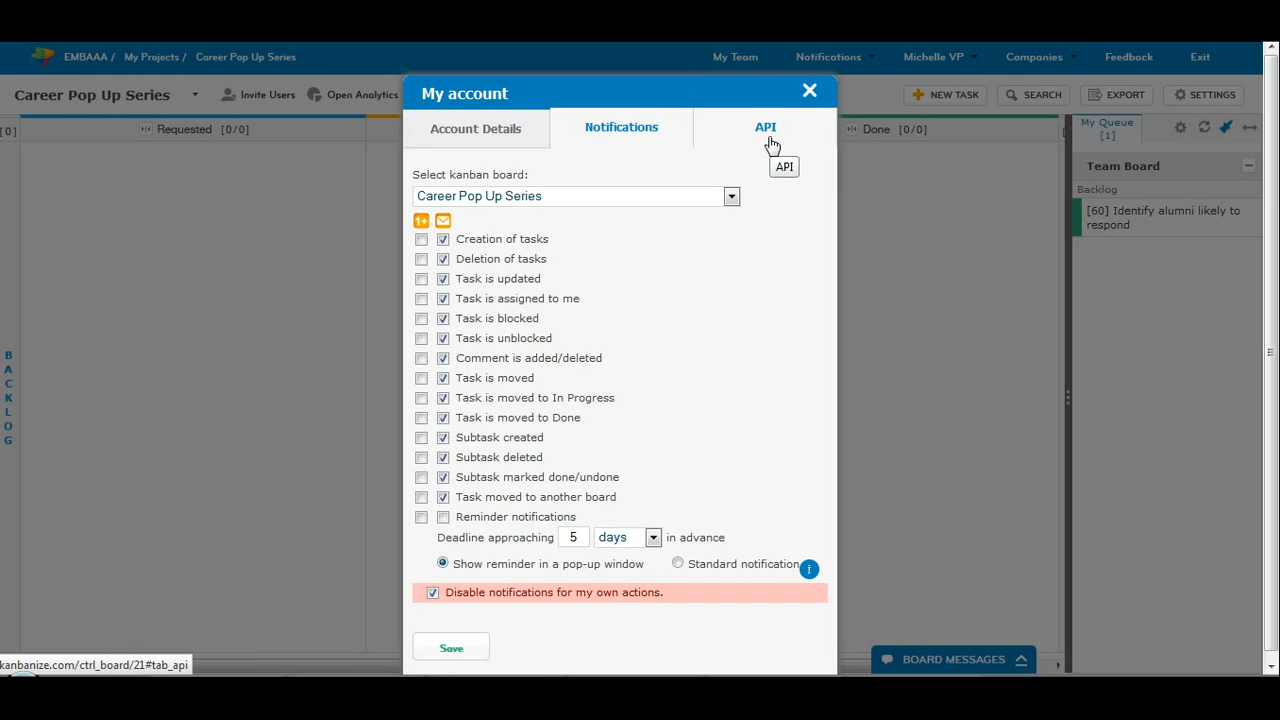 EMBAAA / My Projects / Career Pop Up Series
My Team Notifications Michelle VP Companies Feedback Exit
Career Pop Up Series Invite Users Open Analytics
NEW TASK SEARCH EXPORT SETTINGS
My account
Account Details Notifications API
API
0] Requested [0/0]
Done [0/0]
My Queue
[1]
Team Board
Backlog
[60] Identify alumni likely to
respond
Select kanban board:
Career Pop Up Series
1+
Creation of tasks
Deletion of tasks
Task is updated
Task is assigned to me
Task is blocked
Task is unblocked
Comment is added/deleted
Task is moved
Task is moved to In Progress
Task is moved to Done
Subtask created
Subtask deleted
Subtask marked done/undone
Task moved to another board
Reminder notifications
Deadline approaching 5 days in advance
Show reminder in a pop-up window Standard notification i
Disable notifications for my own actions.
Save
BACKLOG
kanbanize.com/ctrl_board/21#tab_api
BOARD MESSAGES